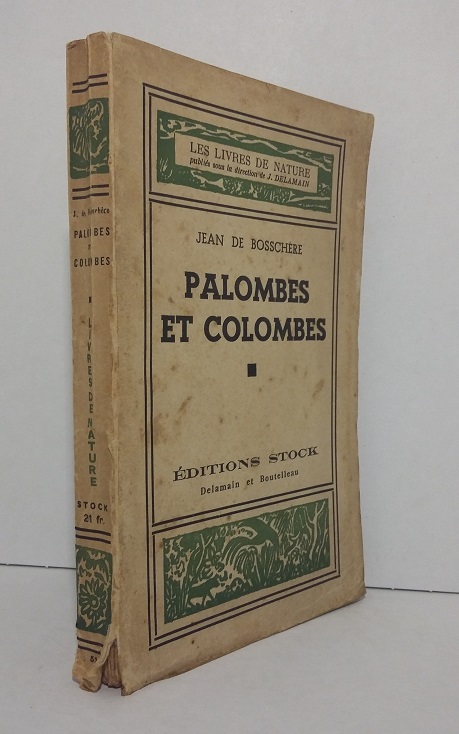 LES LIVRES DE NATURE
publiés sous la direction de J. DELAMAIN
JEAN DE BOSSCHÈRE
PALOMBES
ET COLOMBES
ÉDITIONS STOCK
Delamain et Boutelleau
PALOMBES
COLOMBES
LIVRES DE NATURE
STOCK
21 fr.